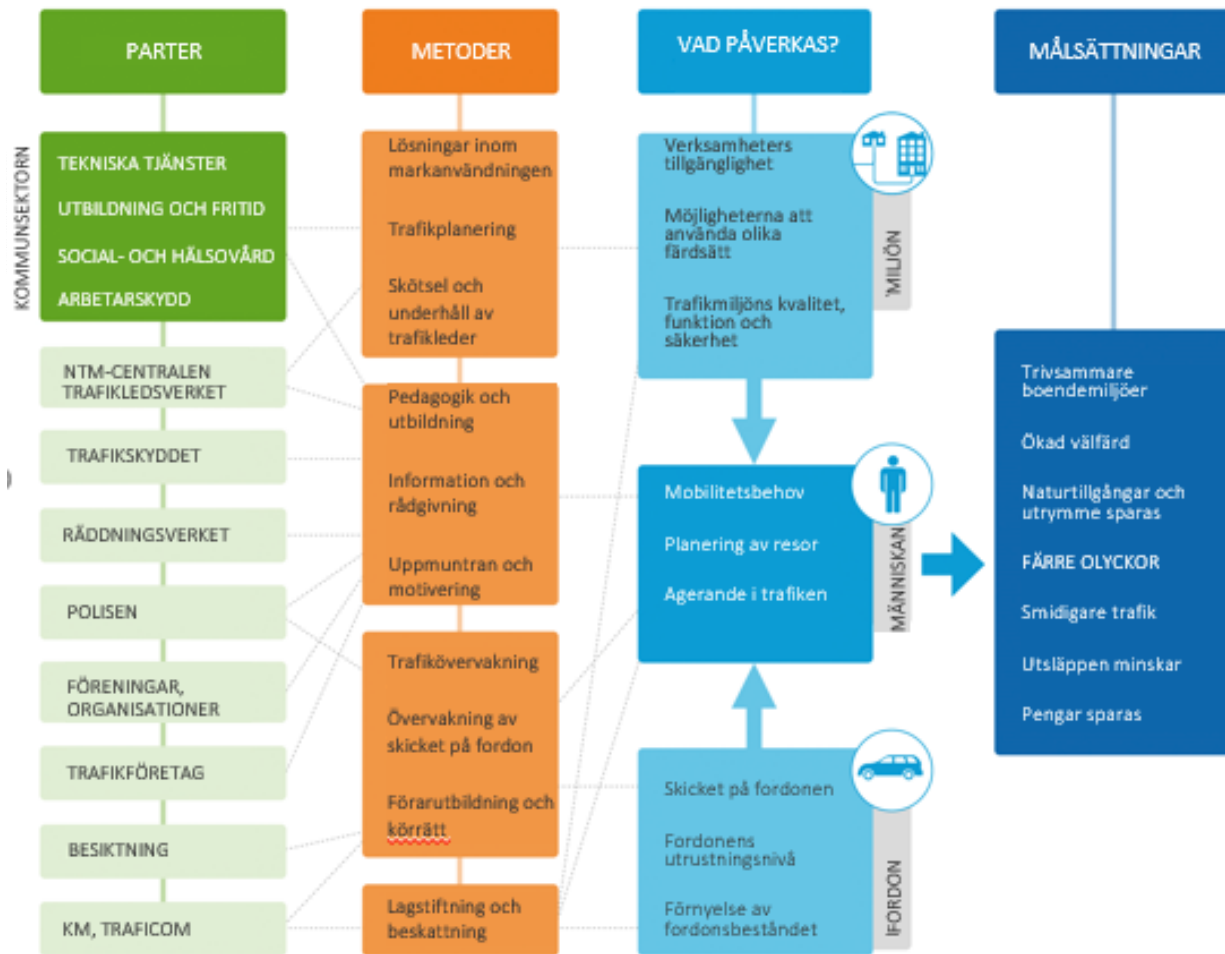 PARTER
KOMMUNSEKTORN
TEKNISKA TJÄNSTER
UTBILDNING OCH FRITID
SOCIAL- OCH HÄLSOVÅRD
ARBETARSKYDD
NTM-CENTRALEN
TRAFIKLEDSVERKET
TRAFIKSKYDDET
RÄDDNINGSVERKET
POLISEN
FÖRENINGAR,
ORGANISATIONER
TRAFIKFÖRETAG
BESIKTNING
KM, TRAFICOM
METODER
Lösningar inom
markanvändningen
Trafikplanering
Skötsel och
underhåll av
trafikleder
Pedagogik och
utbildning
Information och
rådgivning
Uppmuntran och
motivering
Trafikövervakning
Övervakning av
skicket på fordon
Förarutbildning och
körrätt
Lagstiftning och
beskattning
VAD PÅVERKAS?
Verksamheters
tillgänglighet
Möjligheterna att
använda olika
färdsätt
Trafikmiljöns kvalitet,
funktion och
säkerhet
'MILJÖN
Mobilitetsbehov
Planering av resor
Agerande i trafiken
MÄNNISKAN
Skicket på fordonen
Fordonens
utrustningsnivå
Förnyelse av
fordonsbeståndet
IFORDON
MÅLSÄTTNINGAR
Trivsammare
boendemiljöer
Ökad välfärd
Naturtillgångar och
utrymme sparas
FÄRRE OLYCKOR
Smidigare trafik
Utsläppen minskar
Pengar sparas